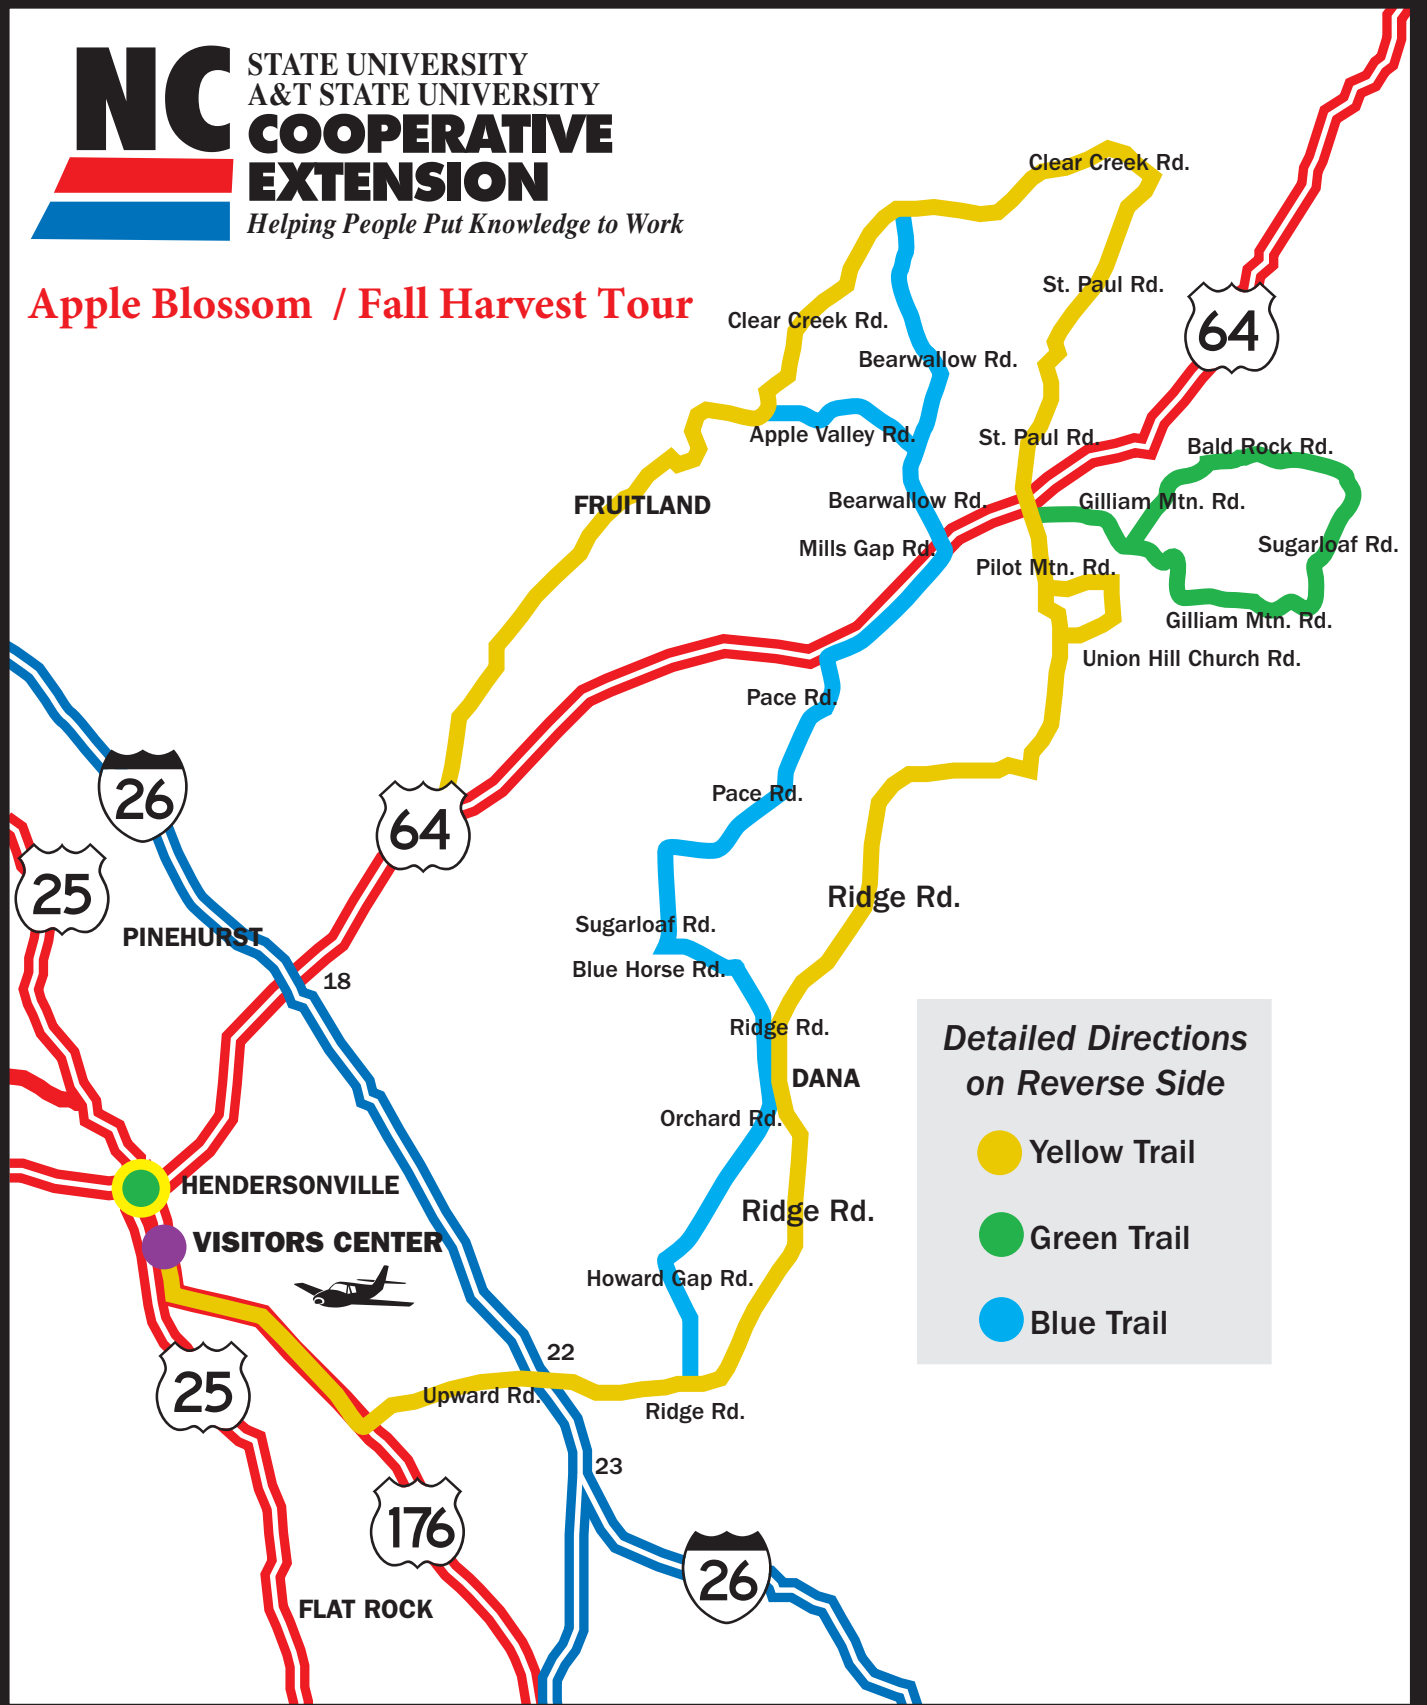 NC STATE UNIVERSITY
A&T STATE UNIVERSITY
COOPERATIVE
EXTENSION
Helping People Put Knowledge to Work
Apple Blossom / Fall Harvest Tour
Clear Creek Rd.
St. Paul Rd.
Clear Creek Rd.
64
Bearwallow Rd.
Apple Valley Rd.
St. Paul Rd.
Bald Rock Rd.
FRUITLAND
Bearwallow Rd.
Gilliam Mtn. Rd.
Mills Gap Rd.
Sugarloaf Rd.
Pilot Mtn. Rd.
Gilliam Mtn. Rd.
Union Hill Church Rd.
Pace Rd.
26
Pace Rd.
64
25
Ridge Rd.
PINEHURST
Sugarloaf Rd.
Blue Horse Rd.
18
Ridge Rd.
DANA
Orchard Rd.
Detailed Directions
on Reverse Side
Yellow Trail
Green Trail
Blue Trail
HENDERSONVILLE
Ridge Rd.
VISITORS CENTER
Howard Gap Rd.
22
25
Upward Rd.
Ridge Rd.
23
176
26
FLAT ROCK